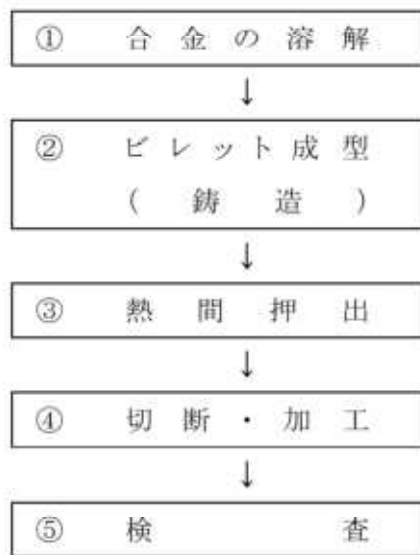 ① 合金の溶解
↓
② ビレット成型
(鋳造)
↓
③ 熱間押出
↓
④ 切断・加工
↓
⑤ 検査